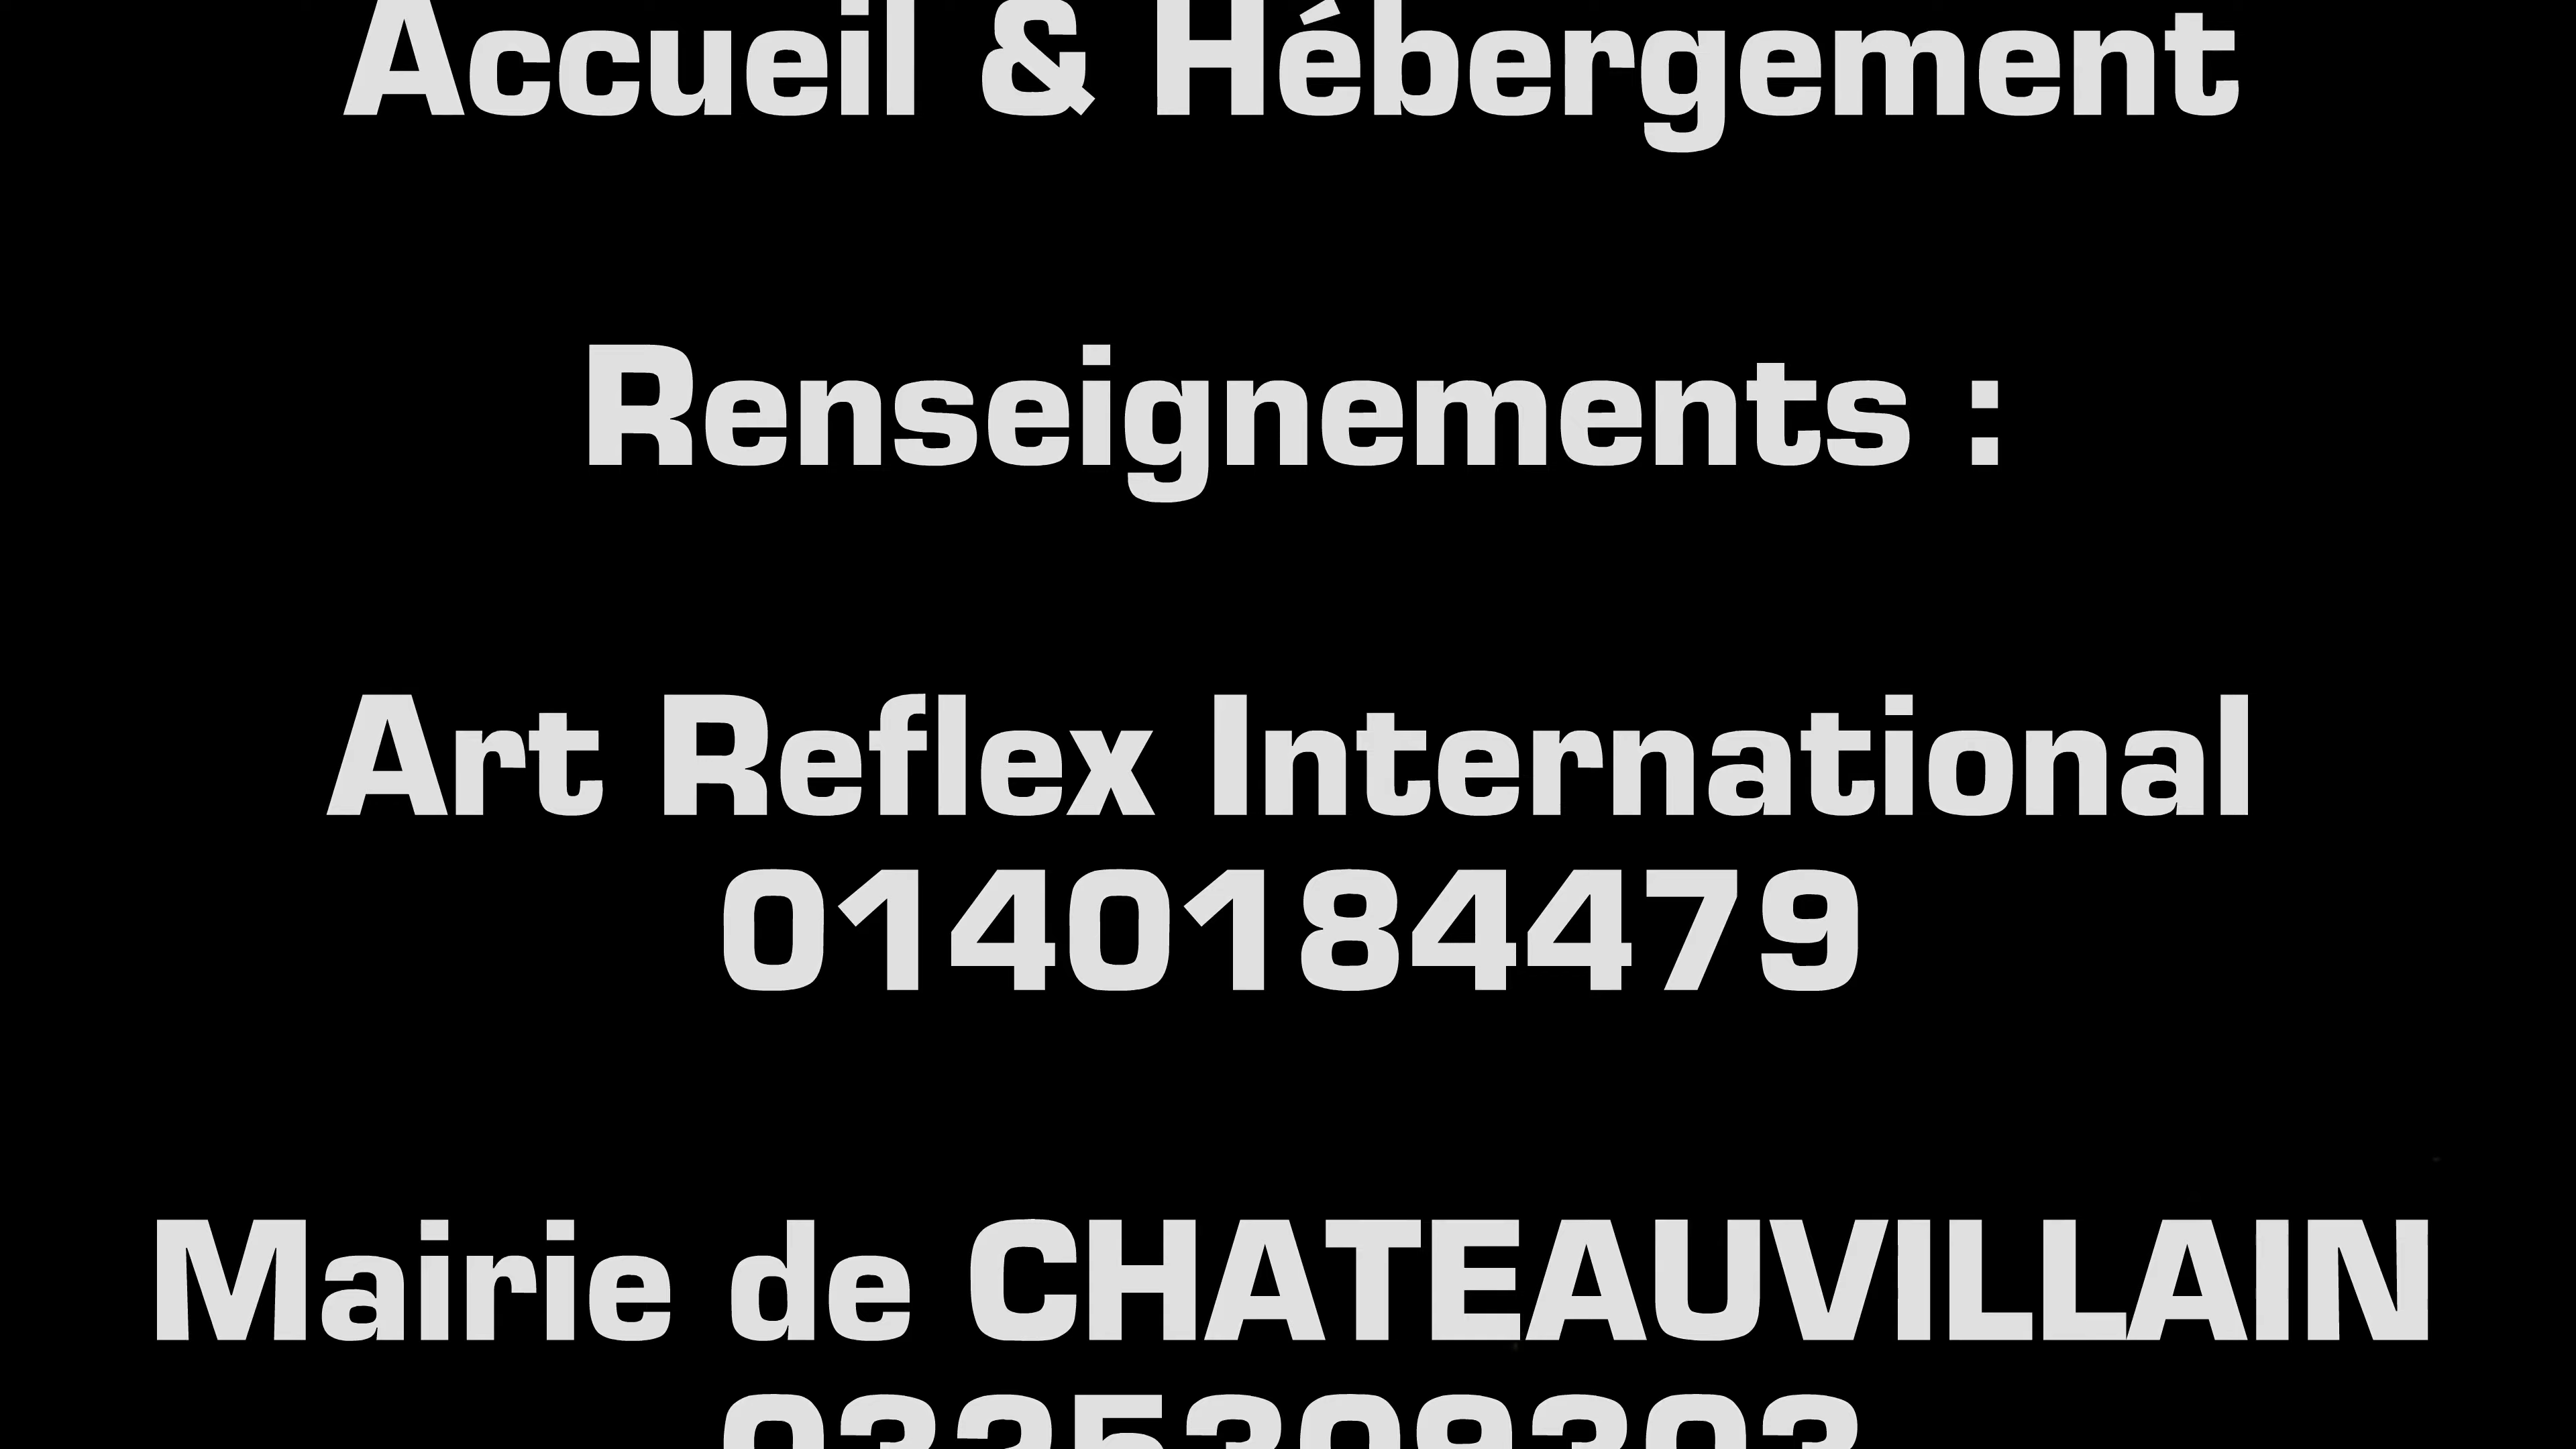 Accueil & Hébergement
Renseignements :
Art Reflex International
0140184479
Mairie de CHATEAUVILLAIN